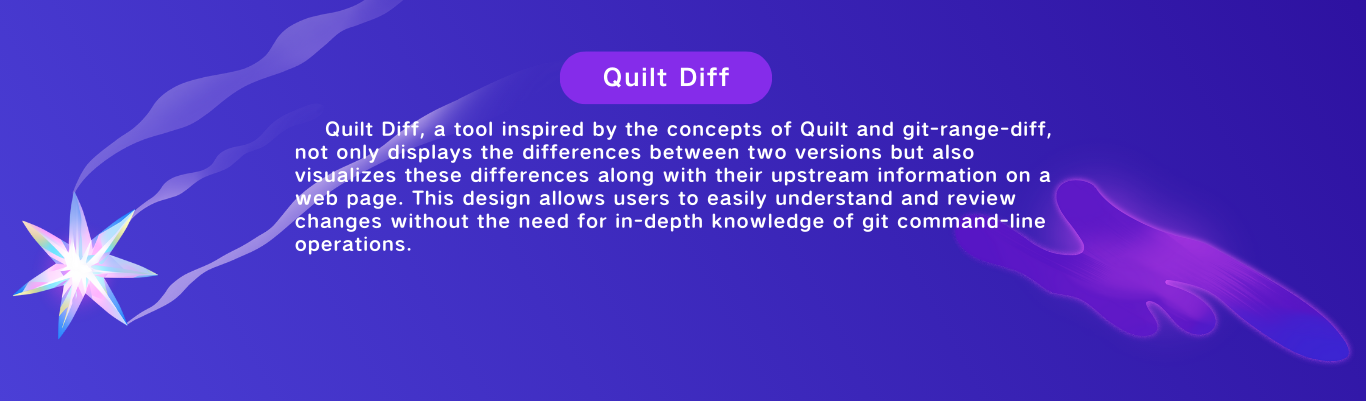 Quilt Diff
Quilt Diff, a tool inspired by the concepts of Quilt and git-range-diff,
not only displays the differences between two versions but also
visualizes these differences along with their upstream information on a
web page. This design allows users to easily understand and review
changes without the need for in-depth knowledge of git command-line
operations.